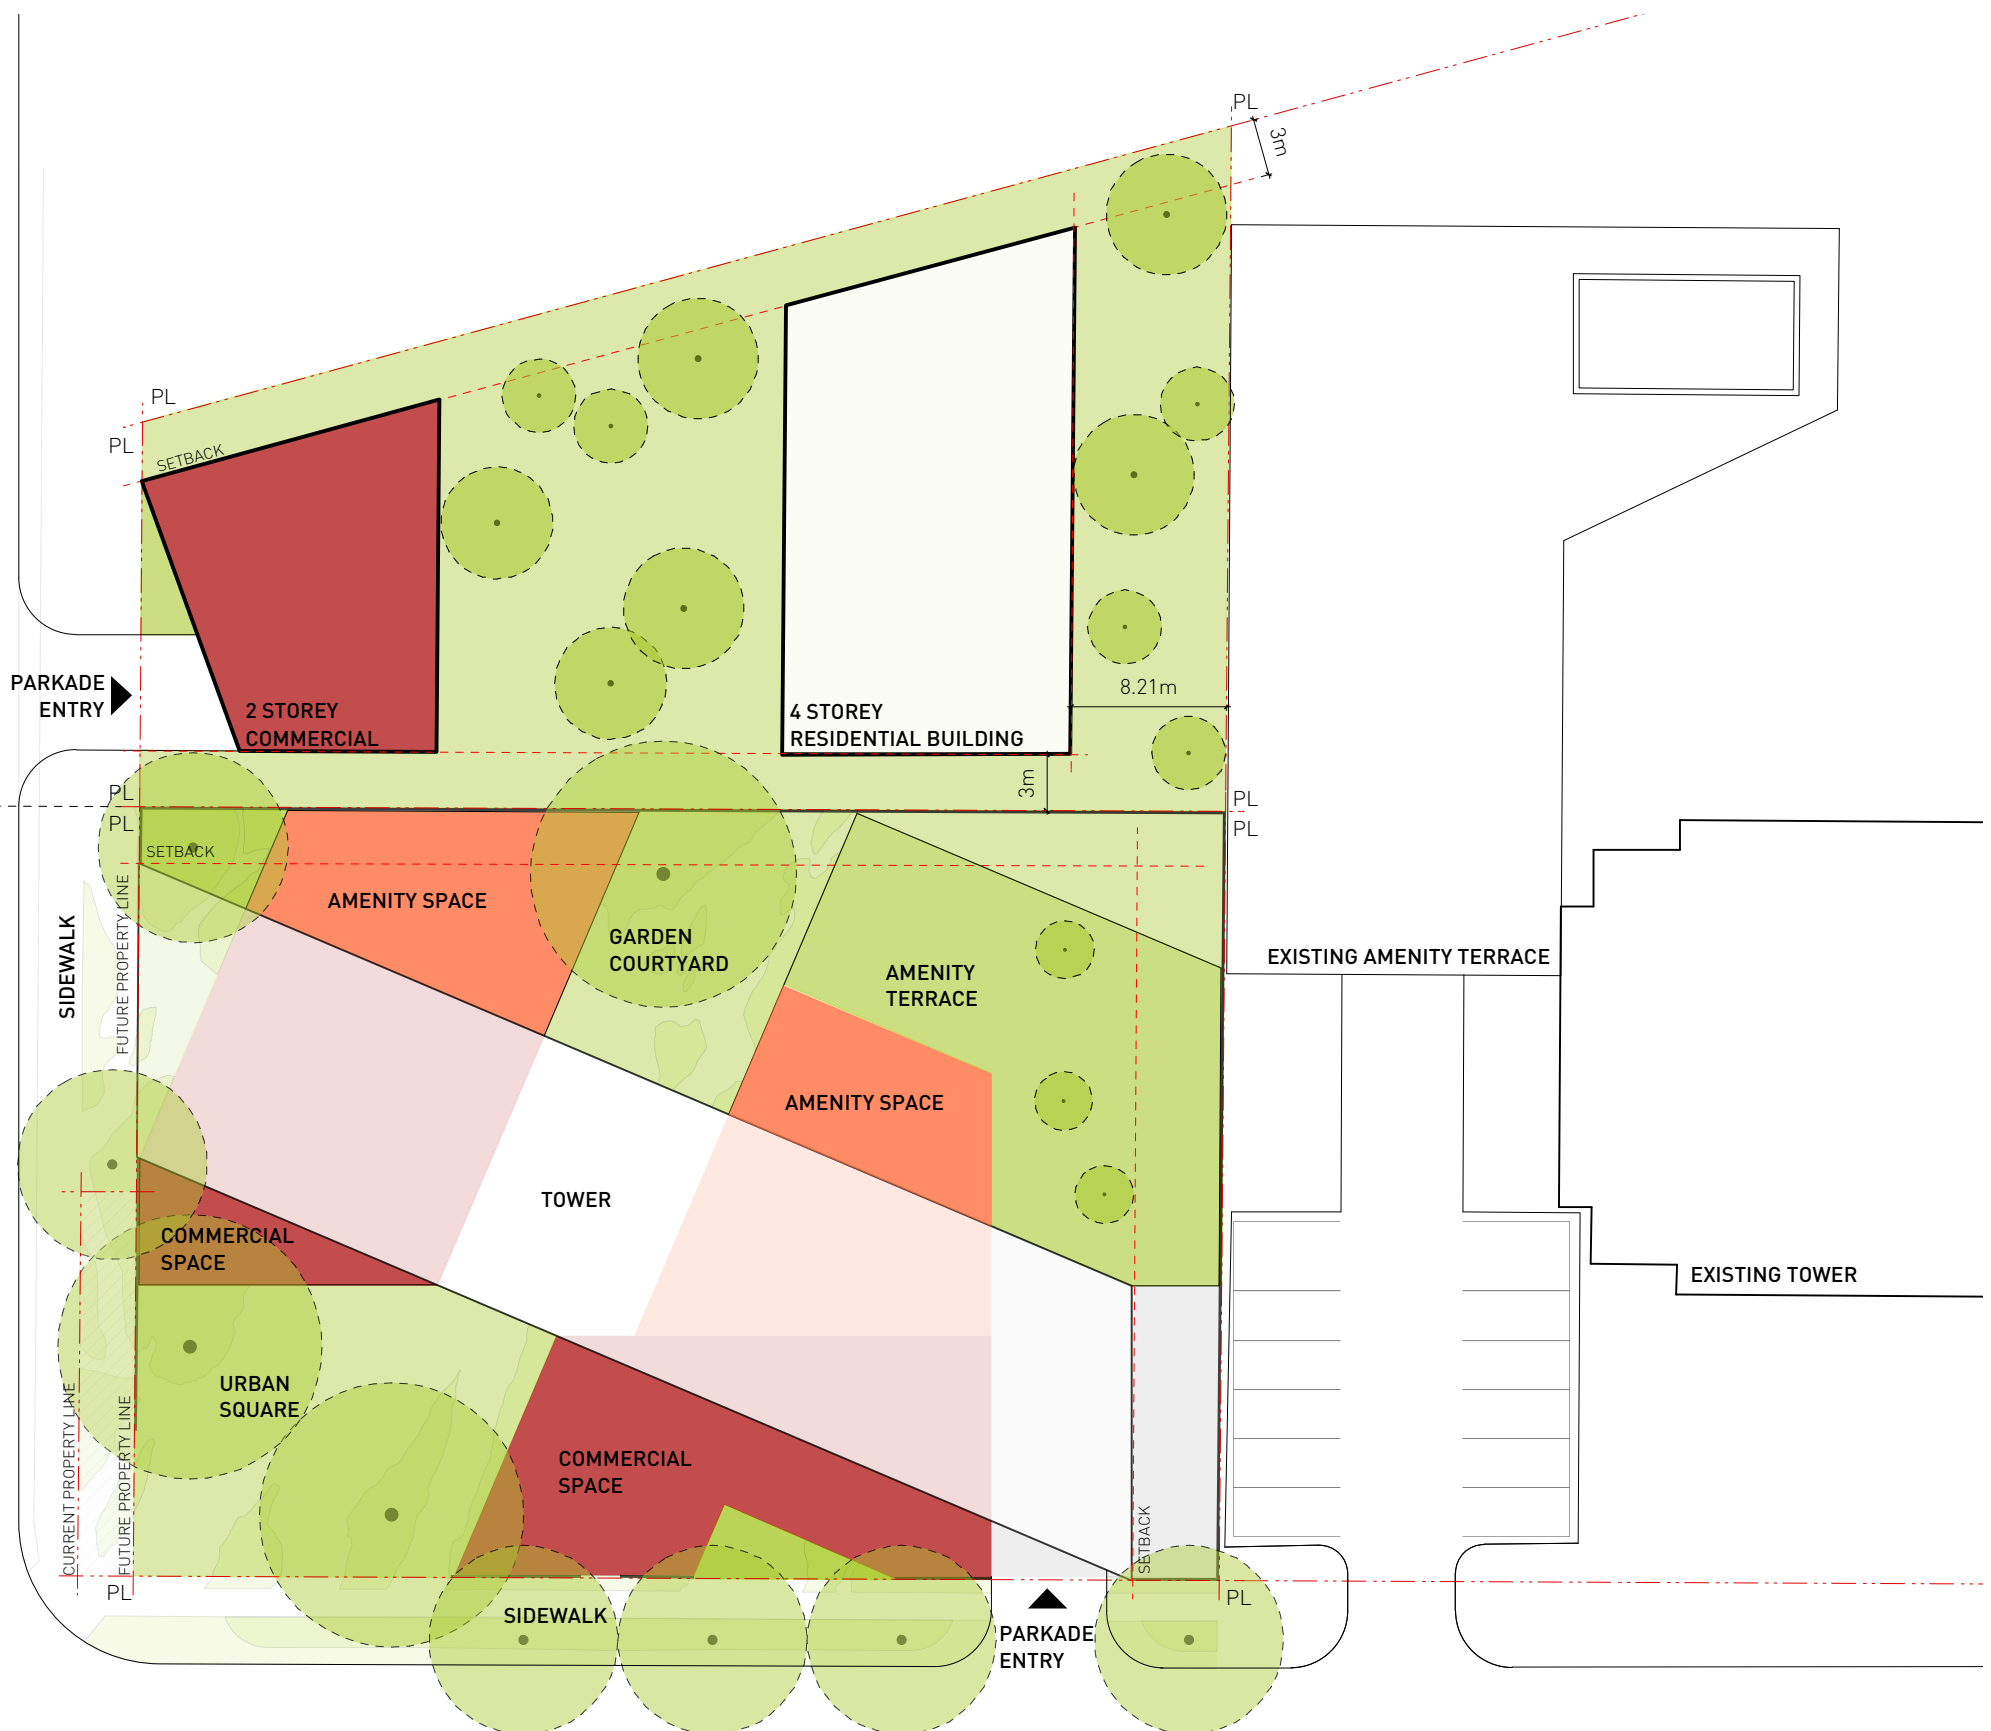 PL
3m
PL
PL
SETBACK
PARKADE
ENTRY
2 STOREY
COMMERCIAL
4 STOREY
RESIDENTIAL BUILDING
8.21m
3m
PL
PL
PL
PL
SETBACK
SIDEWALK
FUTURE PROPERTY LINE
AMENITY SPACE
GARDEN
COURTYARD
AMENITY
TERRACE
EXISTING AMENITY TERRACE
AMENITY SPACE
TOWER
COMMERCIAL
SPACE
EXISTING TOWER
URBAN
SQUARE
CURRENT PROPERTY LINE
FUTURE PROPERTY LINE
COMMERCIAL
SPACE
SETBACK
PL
PL
SIDEWALK
PARKADE
ENTRY